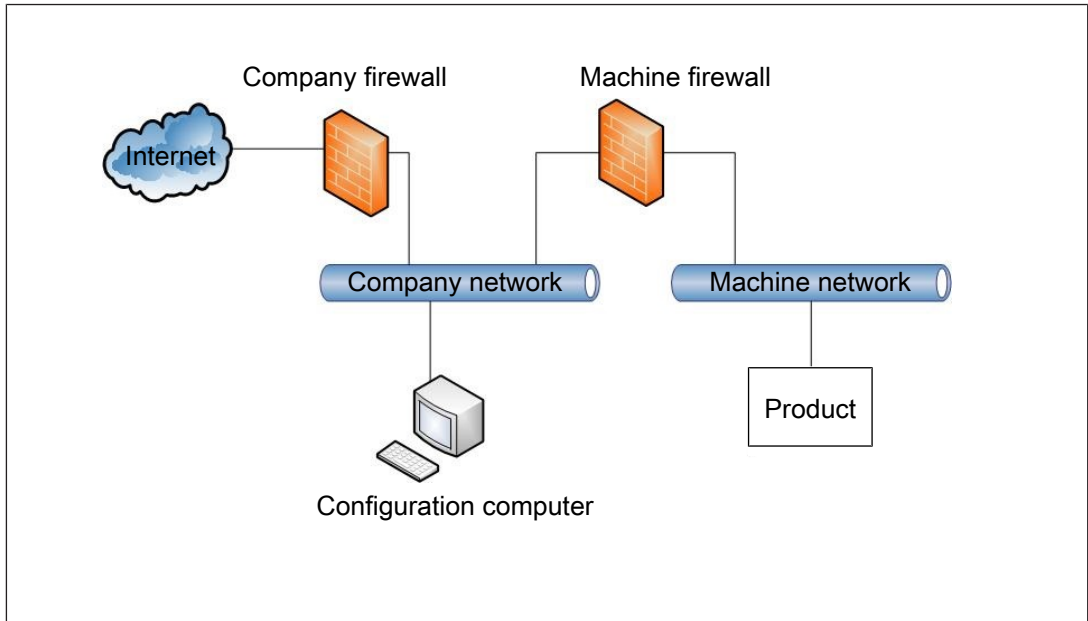 Company firewall
Machine firewall
Internet
Company network
Machine network
Product
Configuration computer